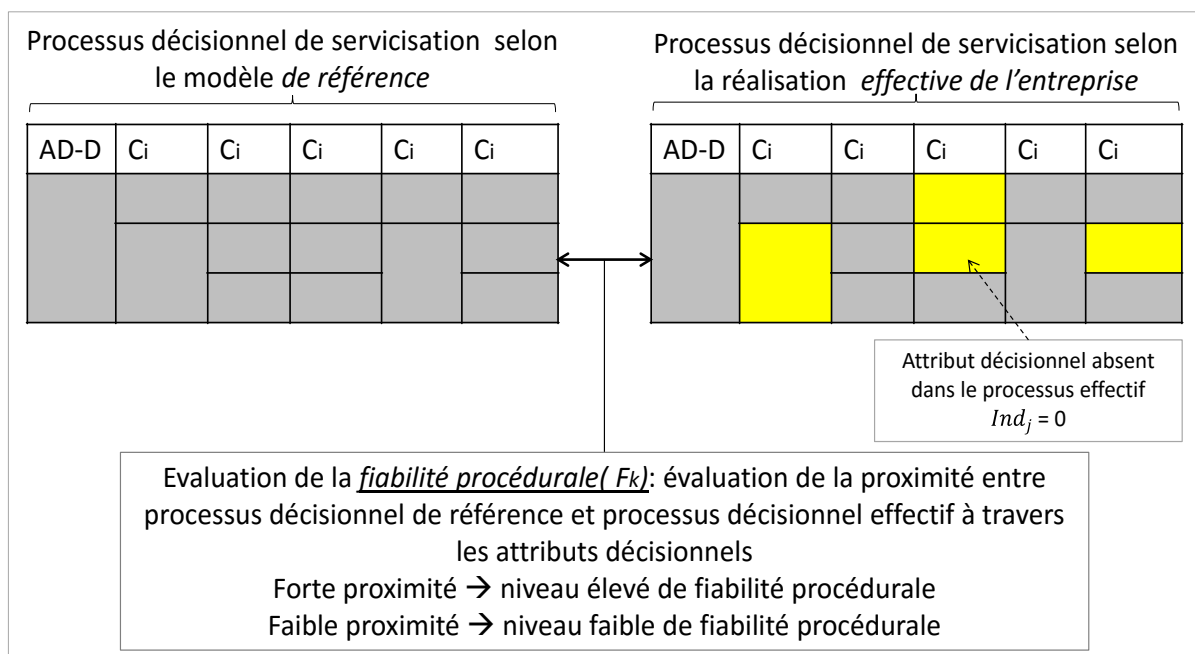 Processus décisionnel de servicisation selon
le modèle de référence
Processus décisionnel de servicisation selon
la réalisation effective de l'entreprise
AD-D Ci Ci Ci Ci Ci
AD-D Ci Ci Ci Ci Ci
Attribut décisionnel absent
dans le processus effectif
Ind_j = 0
Evaluation de la fiabilité procédurale( Fk): évaluation de la proximité entre
processus décisionnel de référence et processus décisionnel effectif à travers
les attributs décisionnels
Forte proximité → niveau élevé de fiabilité procédurale
Faible proximité → niveau faible de fiabilité procédurale